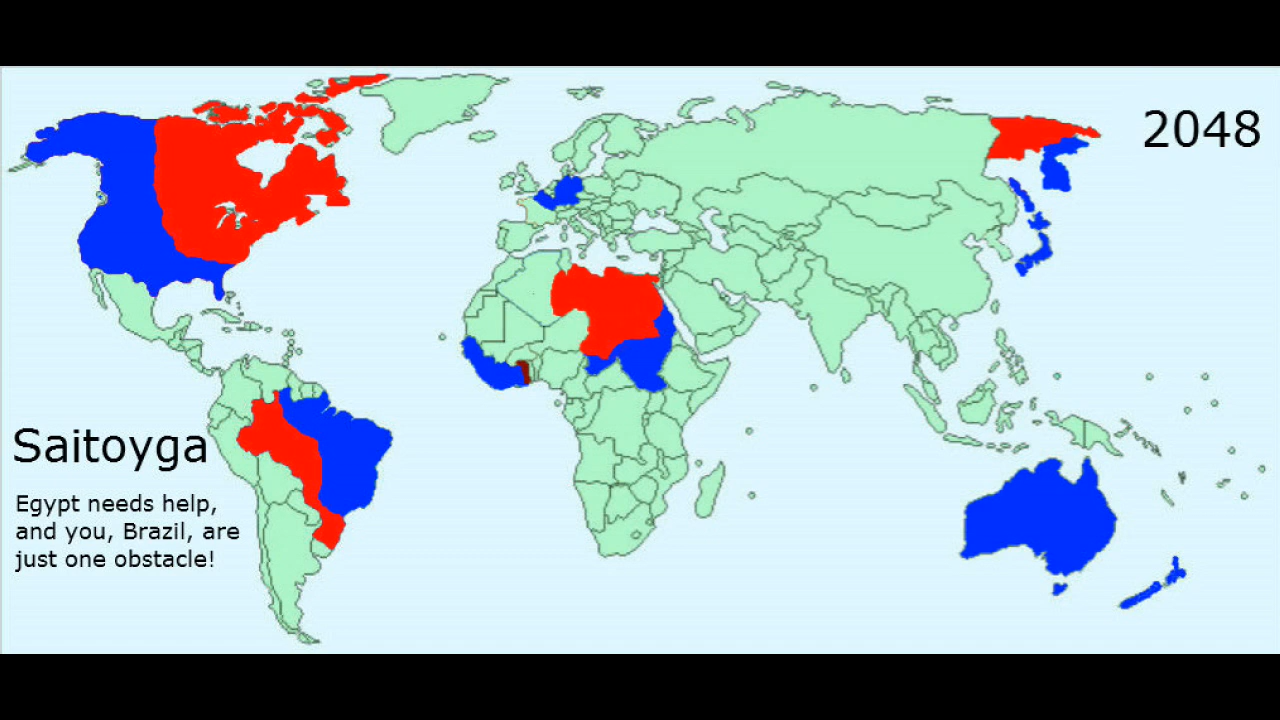 2048
Saitoyga
Egypt needs help,
and you, Brazil, are
just one obstacle!